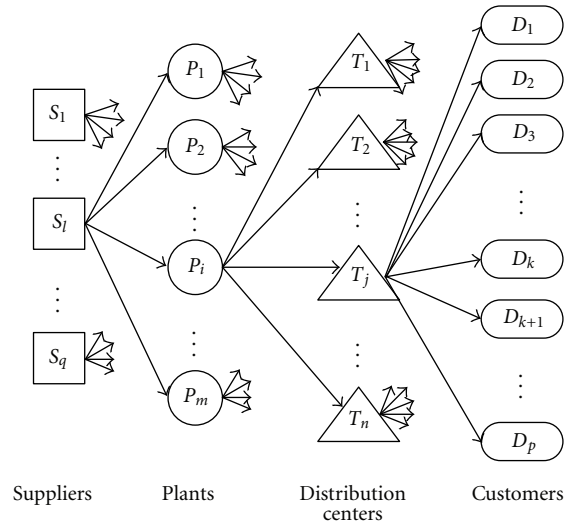 S1
⋮
Sl
⋮
Sq
Suppliers
P1
P2
⋮
Pi
⋮
Pm
Plants
T1
T2
⋮
Tj
⋮
Tn
Distribution
centers
D1
D2
D3
⋮
Dk
Dk+1
⋮
Dp
Customers